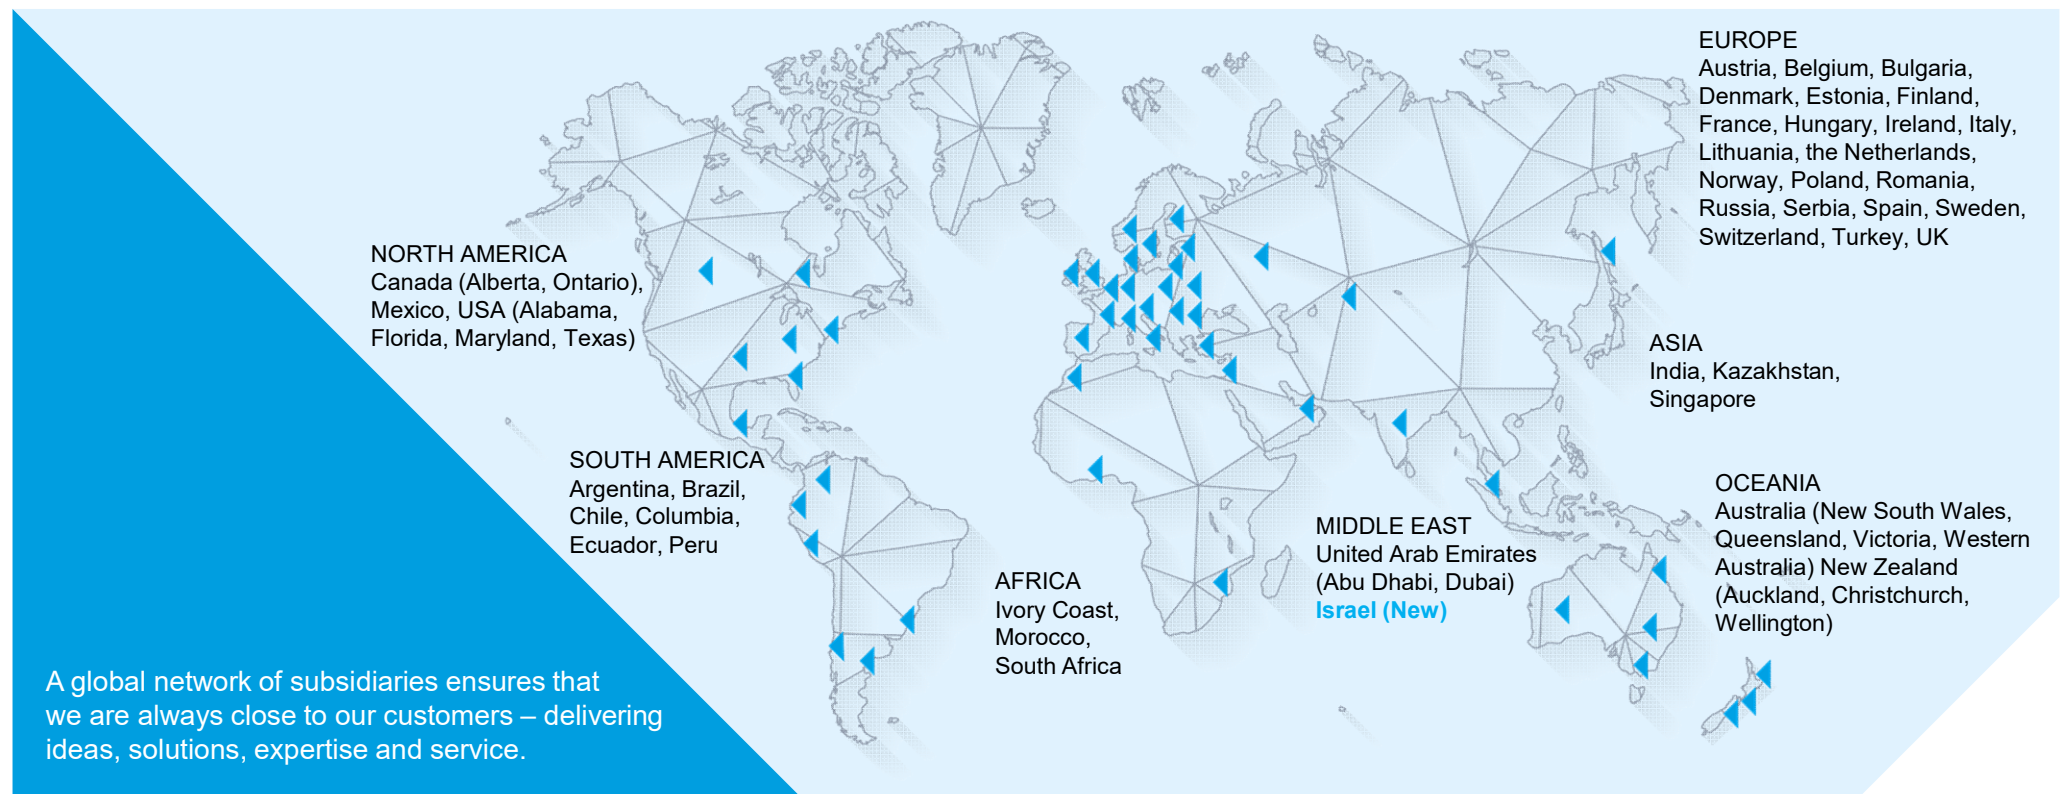 EUROPE
Austria, Belgium, Bulgaria,
Denmark, Estonia, Finland,
France, Hungary, Ireland, Italy,
Lithuania, the Netherlands,
Norway, Poland, Romania,
Russia, Serbia, Spain, Sweden,
Switzerland, Turkey, UK
NORTH AMERICA
Canada (Alberta, Ontario),
Mexico, USA (Alabama,
Florida, Maryland, Texas)
ASIA
India, Kazakhstan,
Singapore
SOUTH AMERICA
Argentina, Brazil,
Chile, Columbia,
Ecuador, Peru
OCEANIA
Australia (New South Wales,
Queensland, Victoria, Western
Australia) New Zealand
(Auckland, Christchurch,
Wellington)
MIDDLE EAST
United Arab Emirates
(Abu Dhabi, Dubai)
Israel (New)
AFRICA
Ivory Coast,
Morocco,
South Africa
A global network of subsidiaries ensures that
we are always close to our customers – delivering
ideas, solutions, expertise and service.